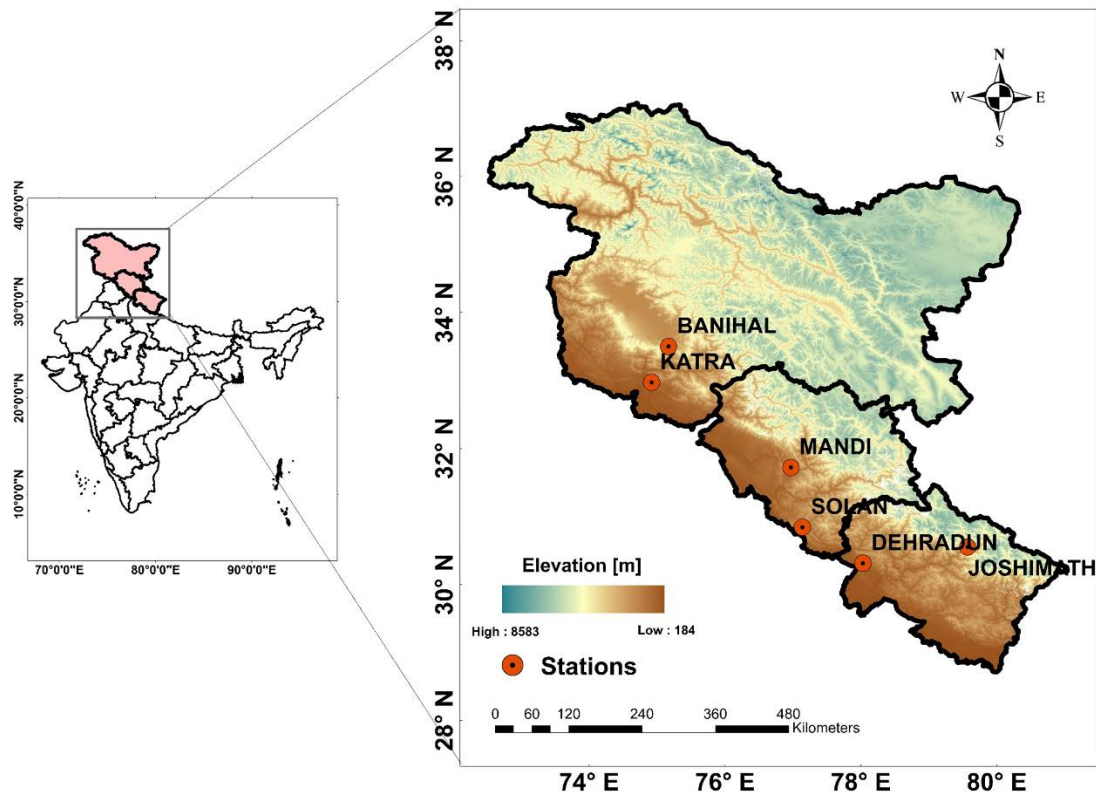 40°0'0"N
30°0'0"N
20°0'0"N
10°0'0"N
70°0'0"E
80°0'0"E
90°0'0"E
38° N
36° N
34° N
32° N
30° N
28° N
N
W
E
S
BANIHAL
KATRA
MANDI
SOLAN
DEHRADUN
JOSHIMATH
Elevation [m]
High : 8583 Low : 184
Stations
0 60 120 240 360 480
Kilometers
74° E 76° E 78° E 80° E